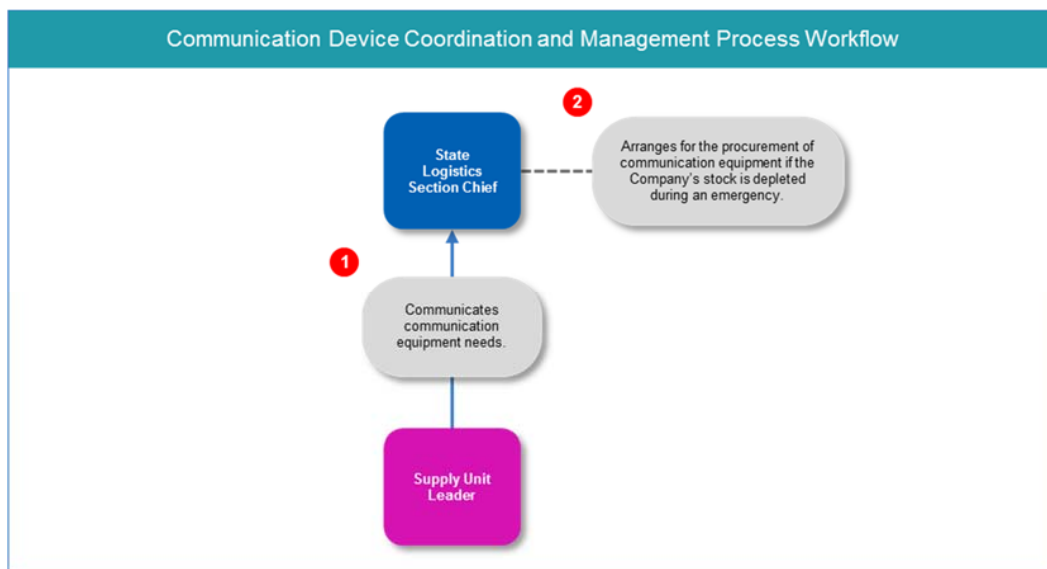 Communication Device Coordination and Management Process Workflow
2
State
Logistics
Section Chief
Arranges for the procurement of
communication equipment if the
Company's stock is depleted
during an emergency.
1
Communicates
communication
equipment needs.
Supply Unit
Leader